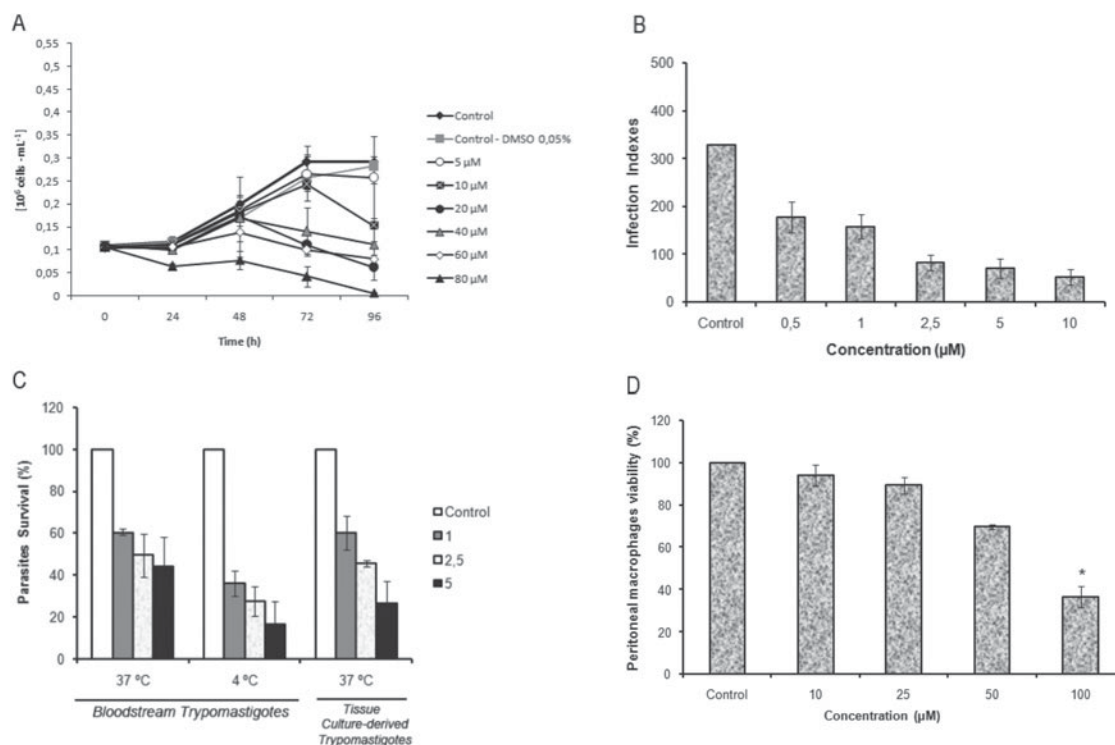 A
0,55
0,5
0,45
0,4
0,35
0,3
0,25
0,2
0,15
0,1
0,05
0
[10⁶ cells · mL⁻¹]
0 24 48 72 96
Time (h)
Control
Control - DMSO 0,05%
5 µM
10 µM
20 µM
40 µM
60 µM
80 µM
B
500
400
300
200
100
0
Infection Indexes
Control 0,5 1 2,5 5 10
Concentration (µM)
C
120
100
80
60
40
20
0
Parasites Survival (%)
Control
1
2,5
5
37 ºC 4 ºC 37 ºC
Bloodstream Trypomastigotes
Tissue
Culture-derived
Trypomastigotes
D
120
100
80
60
40
20
0
Peritoneal macrophages viability (%)
*
Control 10 25 50 100
Concentration (µM)